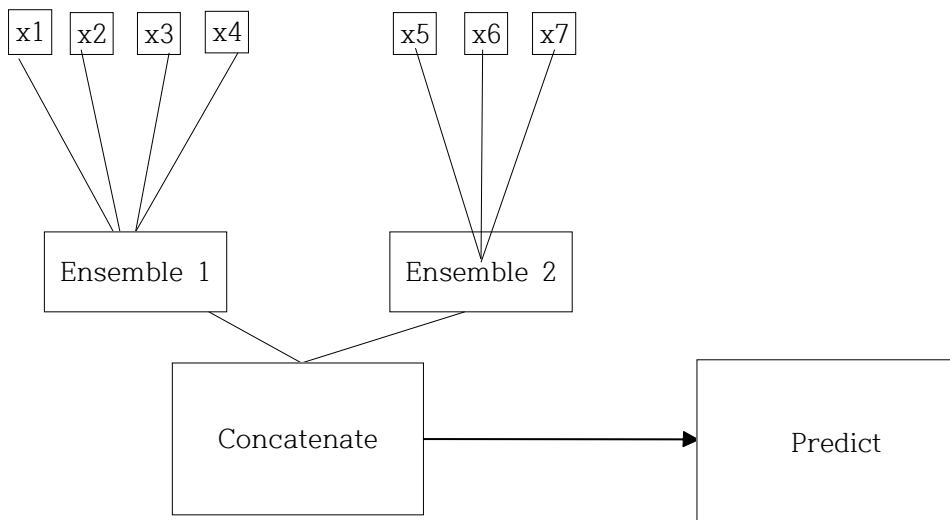 x1 x2 x3 x4 x5 x6 x7
Ensemble 1 Ensemble 2
Concatenate
Predict